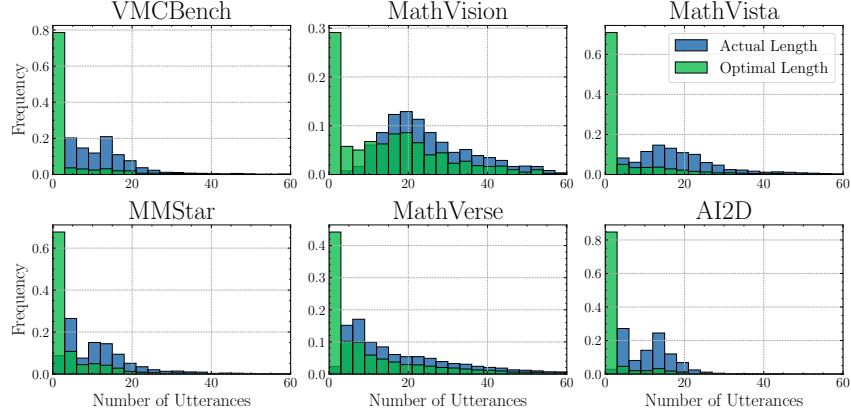 VMCBench
MathVision
MathVista
Frequency
0.8
0.6
0.4
0.2
0.0
0 20 40 60
0.3
0.2
0.1
0.0
0 20 40 60
0.6
0.4
0.2
0.0
0 20 40 60
Actual Length
Optimal Length
MMStar
MathVerse
AI2D
Frequency
0.6
0.4
0.2
0.0
0 20 40 60
Number of Utterances
0.4
0.3
0.2
0.1
0.0
0 20 40 60
Number of Utterances
0.8
0.6
0.4
0.2
0.0
0 20 40 60
Number of Utterances